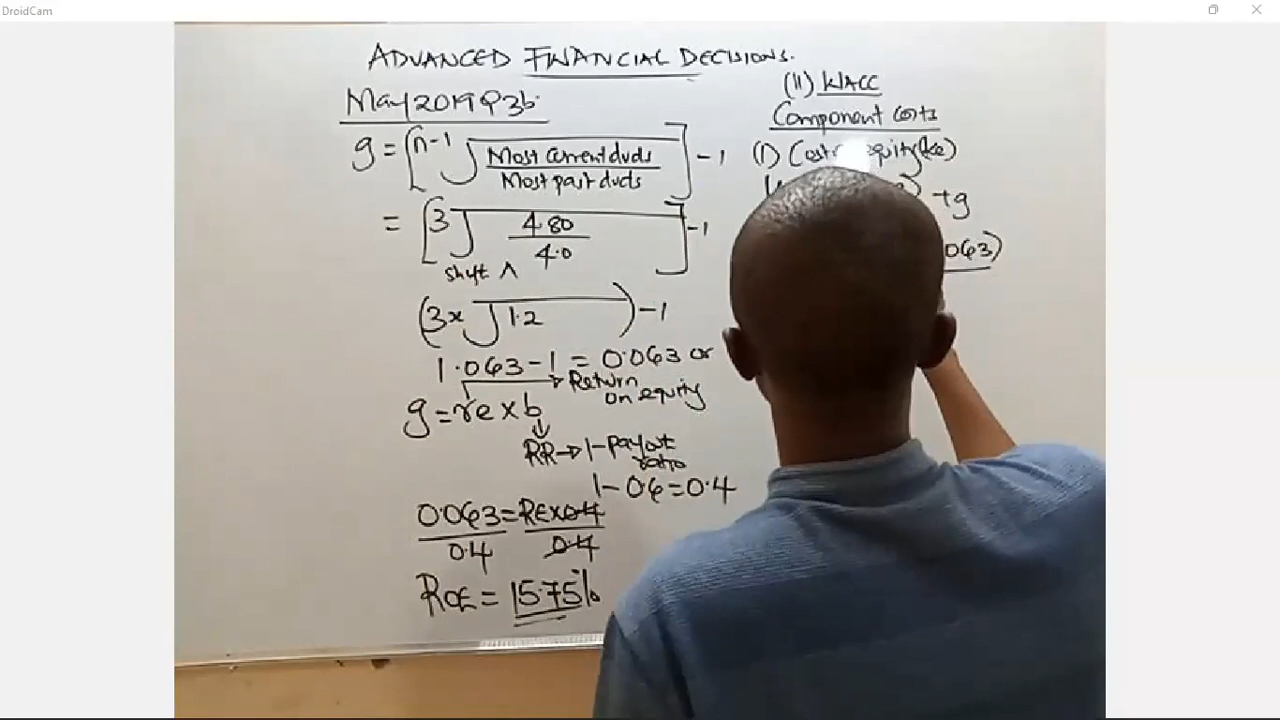 DroidCam
ADVANCED FINANCIAL DECISIONS.
May 2019 Q3b.
g = [ n-1 √ Most current dvds / Most past dvds ] - 1
= [ 3 √ 4.80 / 4.0 ] - 1
shift ^
(3x √ 1.2 ) - 1
1.063 - 1 = 0.063 or
Return on equity
g = re x b
RR → 1 - payout ratio
1 - 0.6 = 0.4
0.063 / 0.4 = RE x 0.4 / 0.4
ROE = 15.75%
(II) WACC
Component costs
(1) Cost equity (ke)
+ g
063)